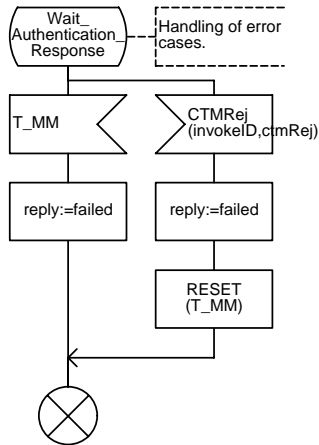 Wait_
Authentication_
Response
Handling of error
cases.
T_MM
CTMRej
(invokeID,ctmRej)
reply:=failed
reply:=failed
RESET
(T_MM)